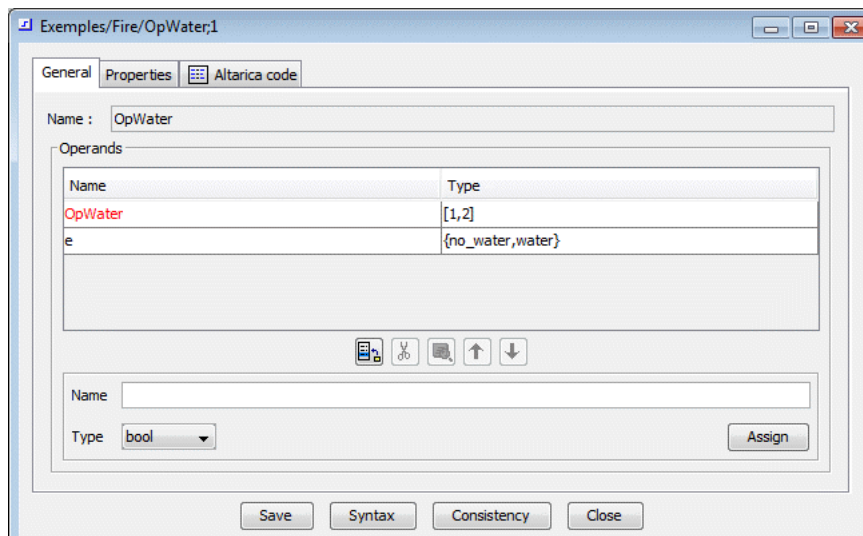 Exemples/Fire/OpWater;1
General Properties Altarica code
Name : OpWater
Operands
Name Type
OpWater [1,2]
e {no_water,water}
Name
Type bool Assign
Save Syntax Consistency Close